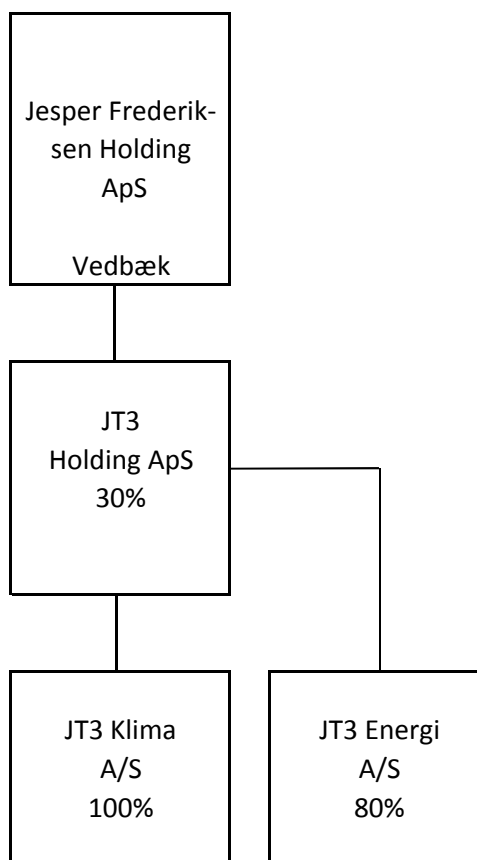 Jesper Frederik-
sen Holding
ApS
Vedbæk
JT3
Holding ApS
30%
JT3 Klima
A/S
100%
JT3 Energi
A/S
80%